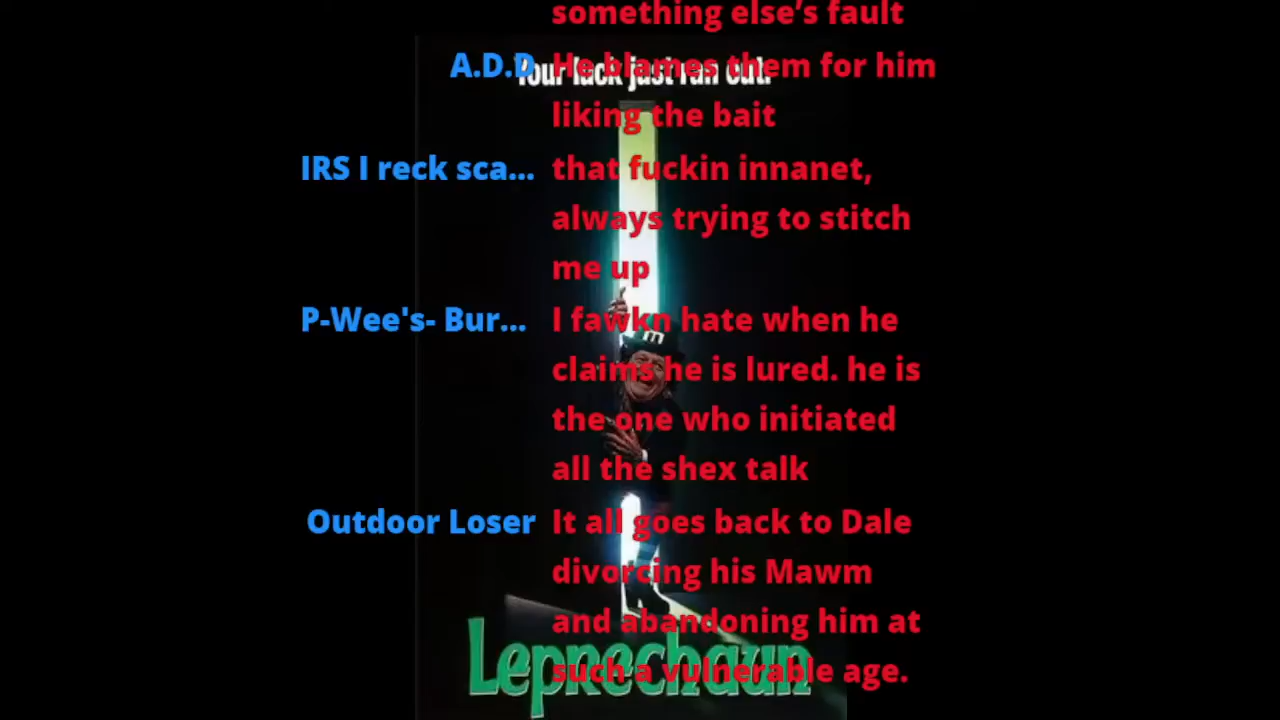 something else’s fault
A.D.D He blames them for him
liking the bait
Your luck just ran out.
IRS I reck sca... that fuckin innanet,
always trying to stitch
me up
P-Wee's- Bur... I fawkn hate when he
claims he is lured. he is
the one who initiated
all the shex talk
Outdoor Loser It all goes back to Dale
divorcing his Mawm
and abandoning him at
such a vulnerable age.
Leprechaun